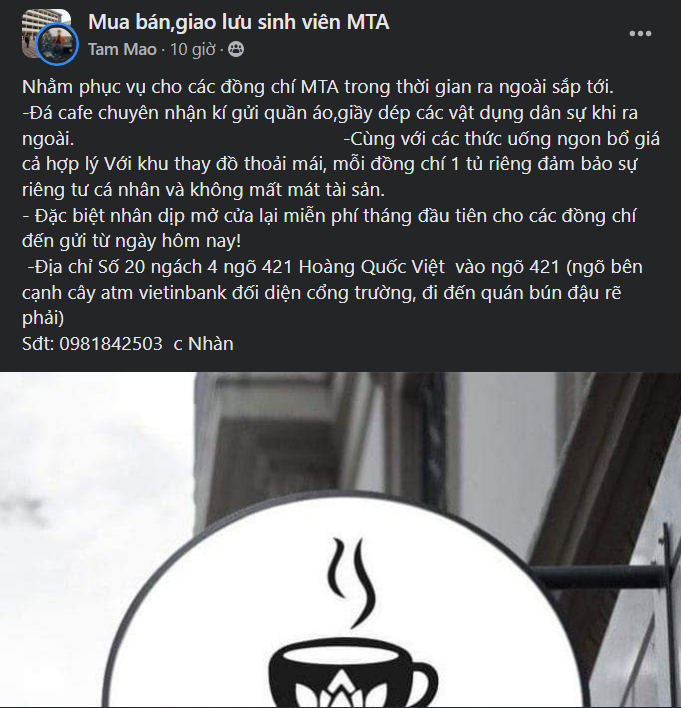 Mua bán,giao lưu sinh viên MTA
Tam Mao · 10 giờ ·
Nhằm phục vụ cho các đồng chí MTA trong thời gian ra ngoài sắp tới.
-Đá cafe chuyên nhận kí gửi quần áo,giầy dép các vật dụng dân sự khi ra
ngoài. -Cùng với các thức uống ngon bổ giá
cả hợp lý Với khu thay đồ thoải mái, mỗi đồng chí 1 tủ riêng đảm bảo sự
riêng tư cá nhân và không mất mát tài sản.
- Đặc biệt nhân dịp mở cửa lại miễn phí tháng đầu tiên cho các đồng chí
đến gửi từ ngày hôm nay!
-Địa chỉ Số 20 ngách 4 ngõ 421 Hoàng Quốc Việt  vào ngõ 421 (ngõ bên
cạnh cây atm vietinbank đối diện cổng trường, đi đến quán bún đậu rẽ
phải)
Sđt: 0981842503  c Nhàn